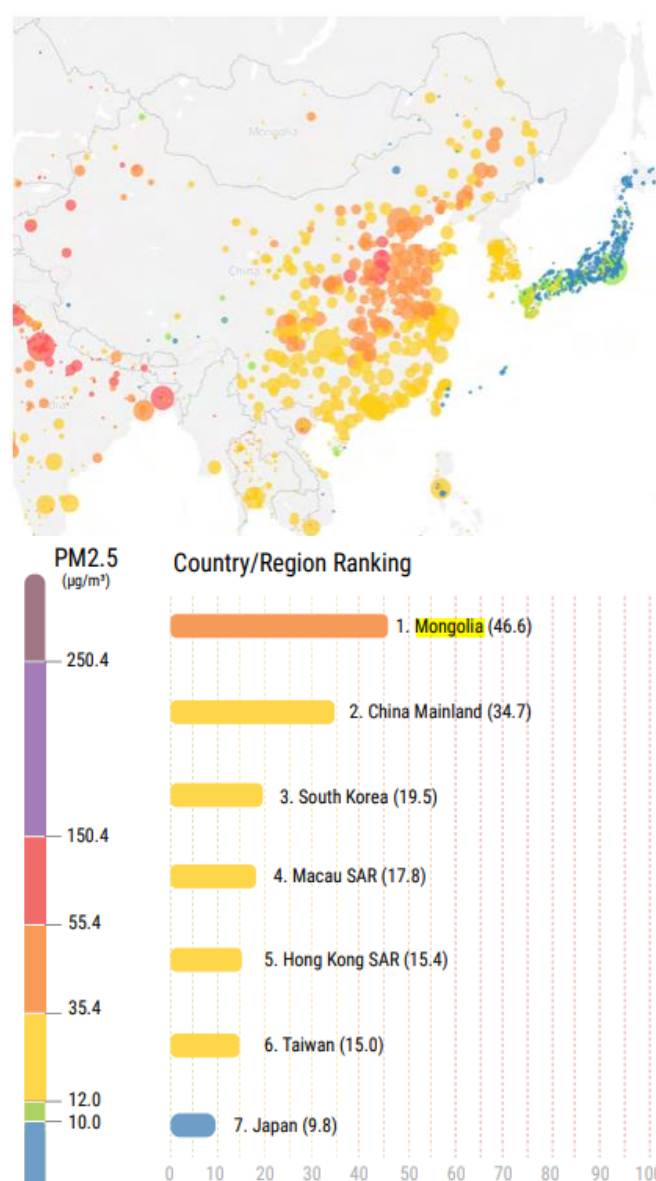 Mongolia
China
India
PM2.5
(µg/m³)
Country/Region Ranking
250.4
150.4
55.4
35.4
12.0
10.0
1. Mongolia (46.6)
2. China Mainland (34.7)
3. South Korea (19.5)
4. Macau SAR (17.8)
5. Hong Kong SAR (15.4)
6. Taiwan (15.0)
7. Japan (9.8)
0 10 20 30 40 50 60 70 80 90 100